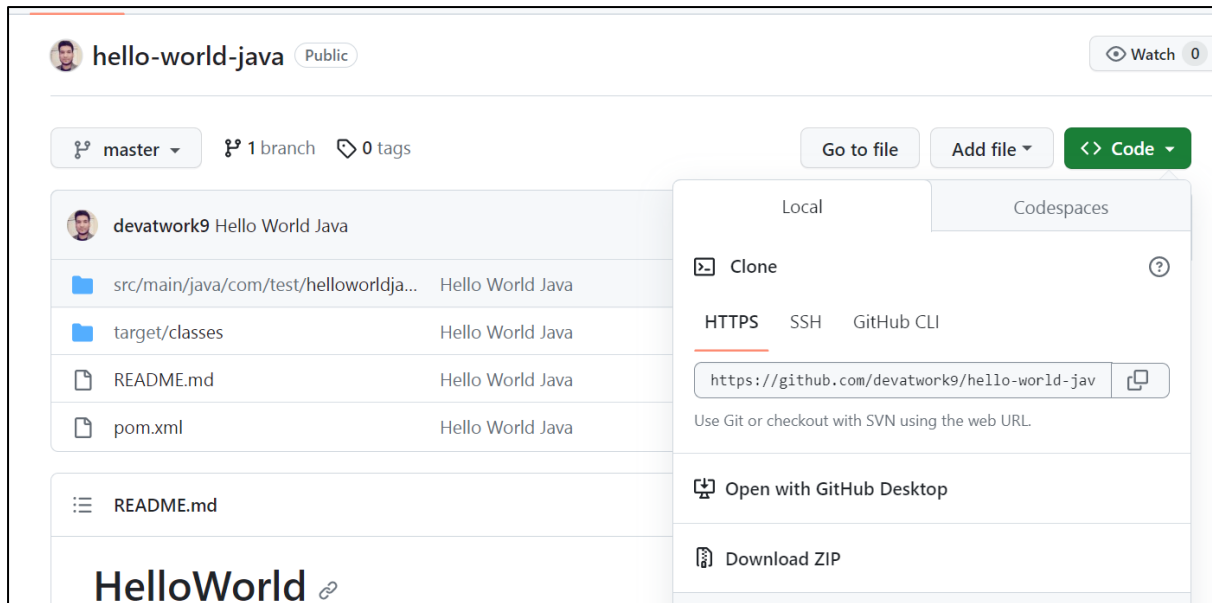 hello-world-java Public Watch 0
master 1 branch 0 tags Go to file Add file Code
devatwork9 Hello World Java
src/main/java/com/test/helloworldja... Hello World Java
target/classes Hello World Java
README.md Hello World Java
pom.xml Hello World Java
README.md
HelloWorld
Local Codespaces
Clone
HTTPS SSH GitHub CLI
https://github.com/devatwork9/hello-world-jav
Use Git or checkout with SVN using the web URL.
Open with GitHub Desktop
Download ZIP